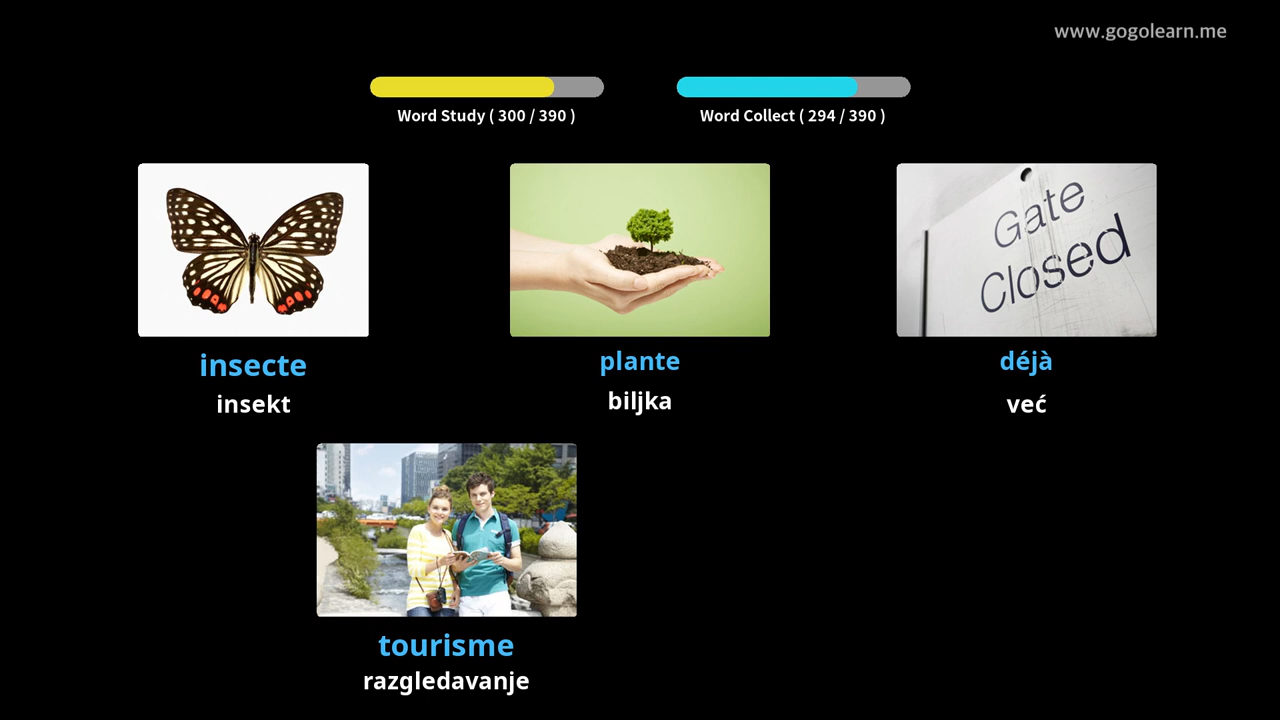 www.gogolearn.me
Word Study ( 300 / 390 )
Word Collect ( 294 / 390 )
Gate
Closed
insecte
insekt
plante
biljka
déjà
već
tourisme
razgledavanje